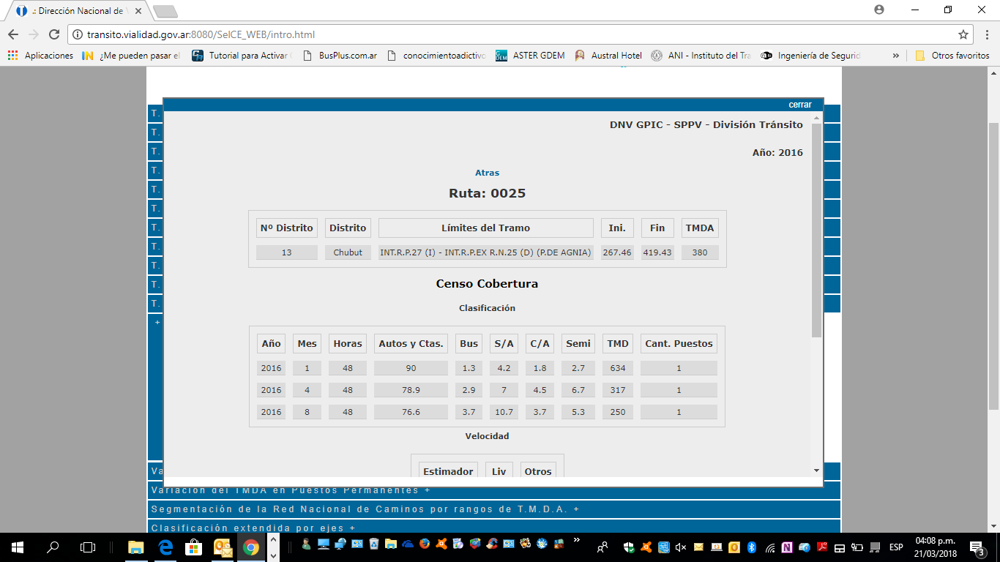 .: Dirección Nacional de
transito.vialidad.gov.ar:8080/SelCE_WEB/intro.html
Aplicaciones ¿Me pueden pasar el Tutorial para Activar BusPlus.com.ar conocimientoadictivo ASTER GDEM Austral Hotel ANI - Instituto del Tra Ingeniería de Segurid » Otros favoritos
cerrar
DNV GPIC - SPPV - División Tránsito
Año: 2016
Atras
Ruta: 0025
Nº Distrito Distrito Límites del Tramo Ini. Fin TMDA
13 Chubut INT.R.P.27 (I) - INT.R.P.EX R.N.25 (D) (P.DE AGNIA) 267.46 419.43 380
Censo Cobertura
Clasificación
Año Mes Horas Autos y Ctas. Bus S/A C/A Semi TMD Cant. Puestos
2016 1 48 90 1.3 4.2 1.8 2.7 634 1
2016 4 48 78.9 2.9 7 4.5 6.7 317 1
2016 8 48 76.6 3.7 10.7 3.7 5.3 250 1
Velocidad
Estimador Liv Otros
T.
T.
T.
T.
T.
T.
T.
T.
T.
T.
T.
+
Va
Variación del TMDA en Puestos Permanentes +
Segmentación de la Red Nacional de Caminos por rangos de T.M.D.A. +
Clasificación extendida por ejes +
ESP
04:08 p.m.
21/03/2018
3